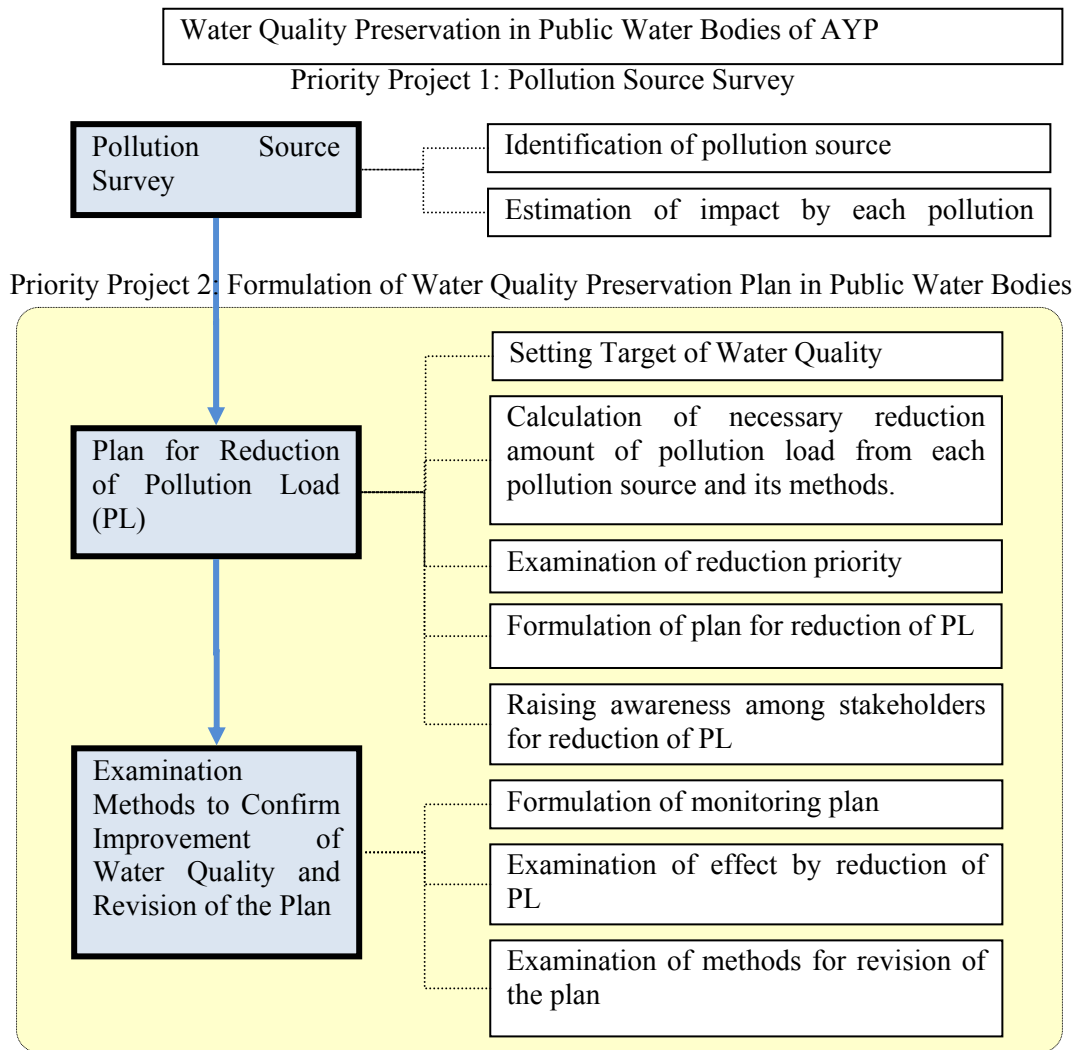 Water Quality Preservation in Public Water Bodies of AYP
Priority Project 1: Pollution Source Survey
Pollution Source
Survey
Identification of pollution source
Estimation of impact by each pollution
Priority Project 2: Formulation of Water Quality Preservation Plan in Public Water Bodies
Plan for Reduction
of Pollution Load
(PL)
Setting Target of Water Quality
Calculation of necessary reduction
amount of pollution load from each
pollution source and its methods.
Examination of reduction priority
Formulation of plan for reduction of PL
Raising awareness among stakeholders
for reduction of PL
Examination
Methods to Confirm
Improvement of
Water Quality and
Revision of the Plan
Formulation of monitoring plan
Examination of effect by reduction of
PL
Examination of methods for revision of
the plan